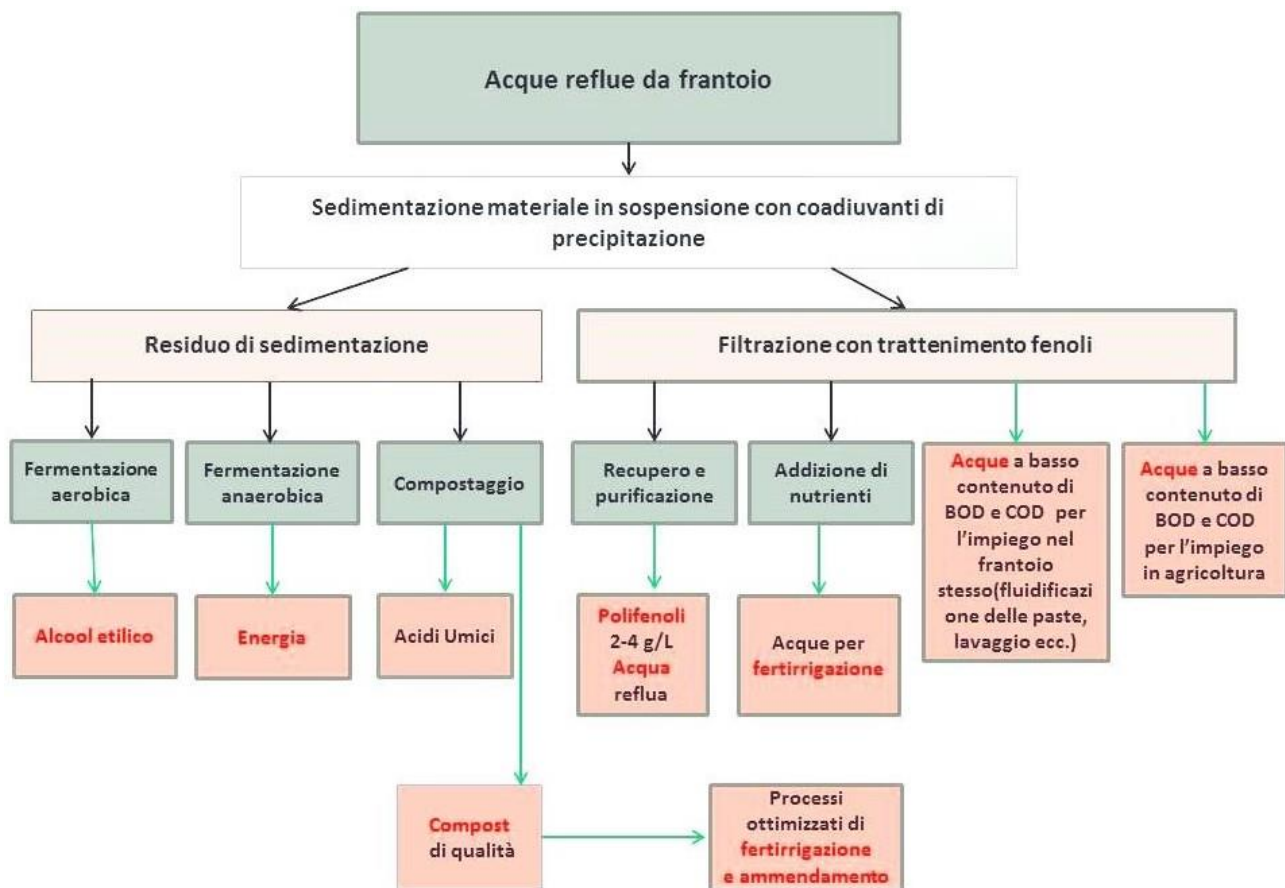 Acque reflue da frantoio
Sedimentazione materiale in sospensione con coadiuvanti di
precipitazione
Residuo di sedimentazione
Filtrazione con trattenimento fenoli
Fermentazione
aerobica
Fermentazione
anaerobica
Compostaggio
Recupero e
purificazione
Addizione di
nutrienti
Acque a basso
contenuto di
BOD e COD per
l’impiego nel
frantoio
stesso(fluidificazi
one delle paste,
lavaggio ecc.)
Acque a basso
contenuto di
BOD e COD
per l’impiego
in agricoltura
Alcool etilico
Energia
Acidi Umici
Polifenoli
2-4 g/L
Acqua
reflua
Acque per
fertirrigazione
Compost
di qualità
Processi
ottimizzati di
fertirrigazione
e ammendamento